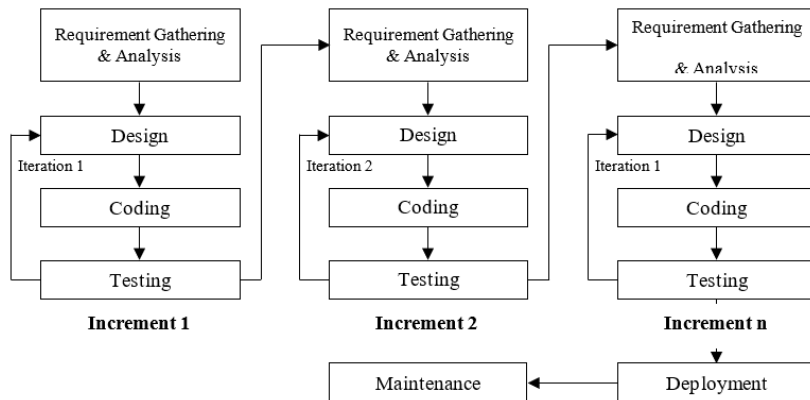 Requirement Gathering
& Analysis
Design
Iteration 1
Coding
Testing
Increment 1
Requirement Gathering
& Analysis
Design
Iteration 2
Coding
Testing
Increment 2
Requirement Gathering
& Analysis
Design
Iteration 1
Coding
Testing
Increment n
Maintenance
Deployment